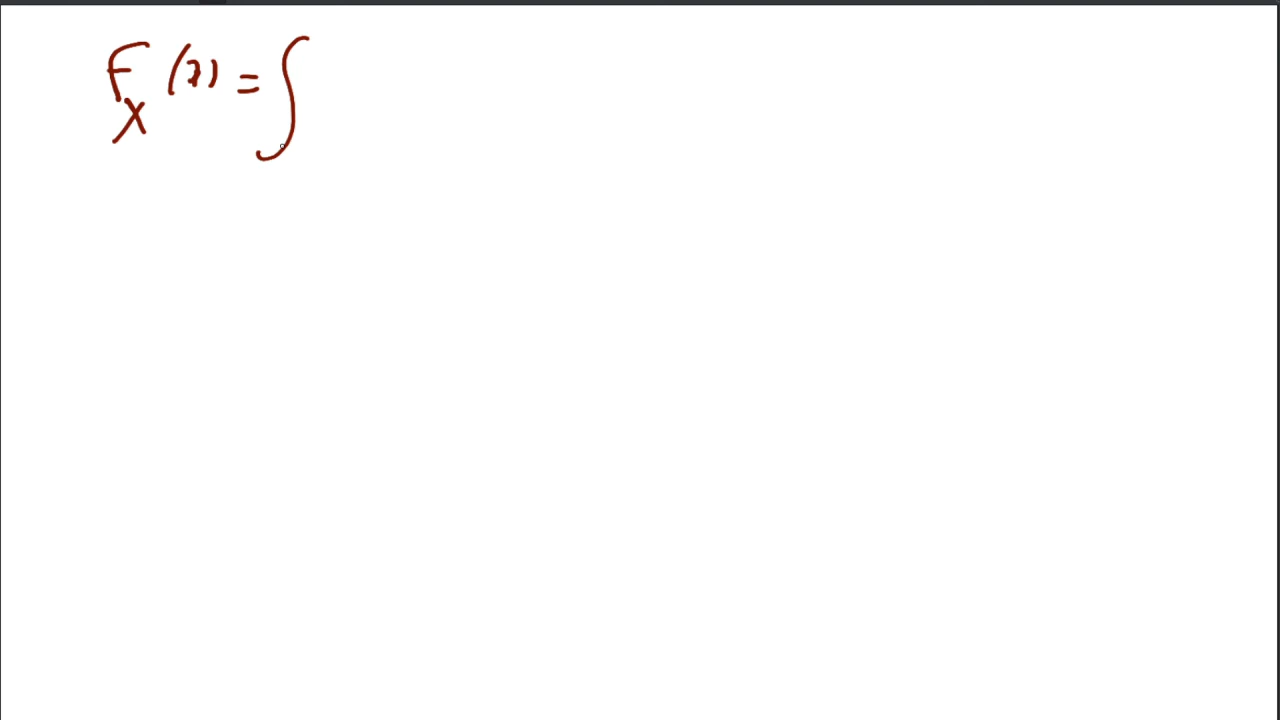 F_X (x) = ∫